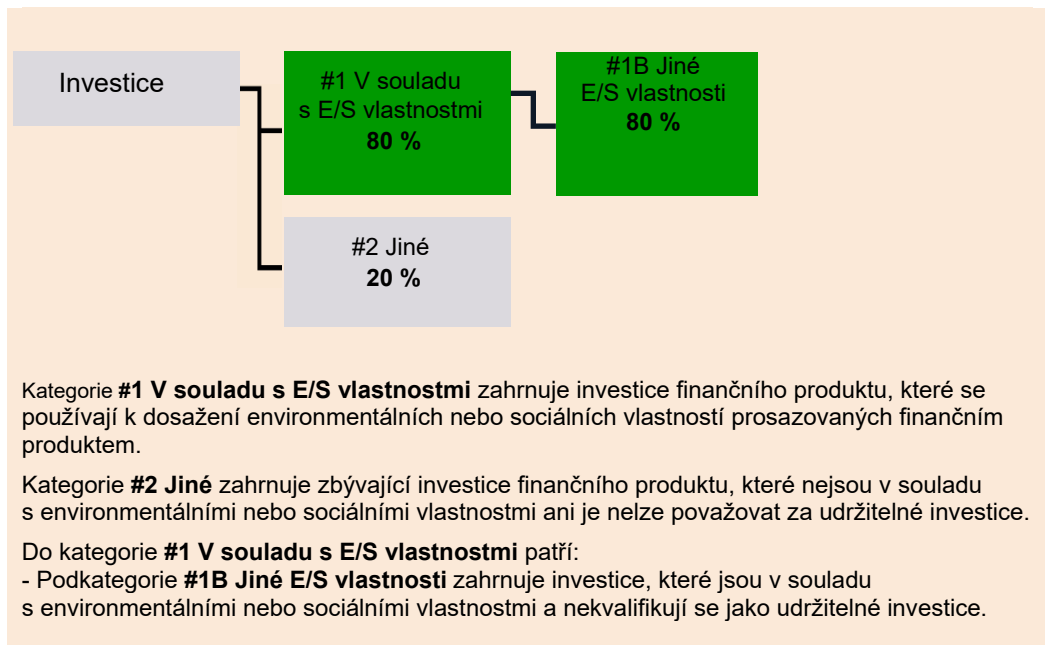 Investice
#1 V souladu
s E/S vlastnostmi
80 %
#1B Jiné
E/S vlastnosti
80 %
#2 Jiné
20 %
Kategorie #1 V souladu s E/S vlastnostmi zahrnuje investice finančního produktu, které se
používají k dosažení environmentálních nebo sociálních vlastností prosazovaných finančním
produktem.
Kategorie #2 Jiné zahrnuje zbývající investice finančního produktu, které nejsou v souladu
s environmentálními nebo sociálními vlastnostmi ani je nelze považovat za udržitelné investice.
Do kategorie #1 V souladu s E/S vlastnostmi patří:
- Podkategorie #1B Jiné E/S vlastnosti zahrnuje investice, které jsou v souladu
s environmentálními nebo sociálními vlastnostmi a nekvalifikují se jako udržitelné investice.